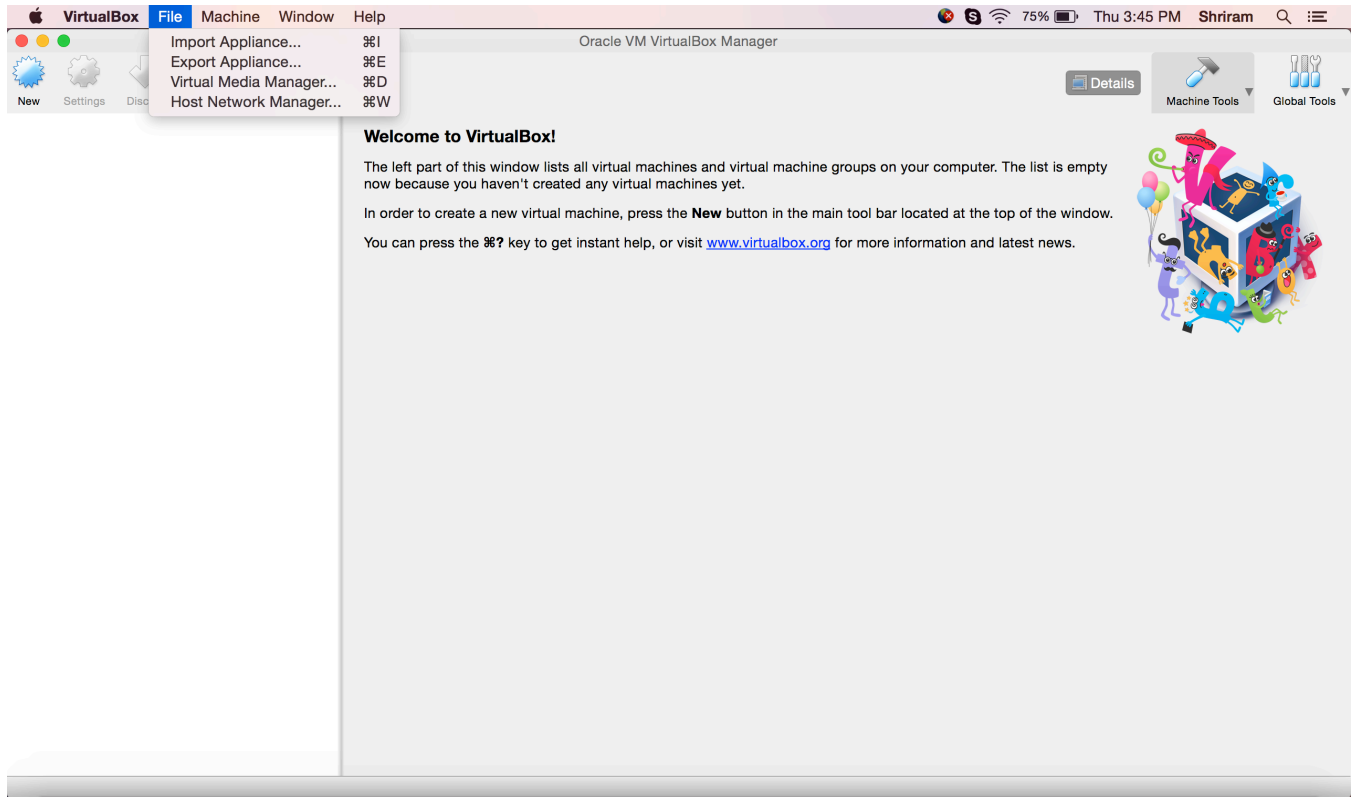 VirtualBox File Machine Window Help 75% Thu 3:45 PM Shriram
Oracle VM VirtualBox Manager
Import Appliance... ⌘I
Export Appliance... ⌘E
Virtual Media Manager... ⌘D
Host Network Manager... ⌘W
New Settings Disc
Details
Machine Tools Global Tools
Welcome to VirtualBox!
The left part of this window lists all virtual machines and virtual machine groups on your computer. The list is empty
now because you haven't created any virtual machines yet.
In order to create a new virtual machine, press the New button in the main tool bar located at the top of the window.
You can press the ⌘? key to get instant help, or visit www.virtualbox.org for more information and latest news.